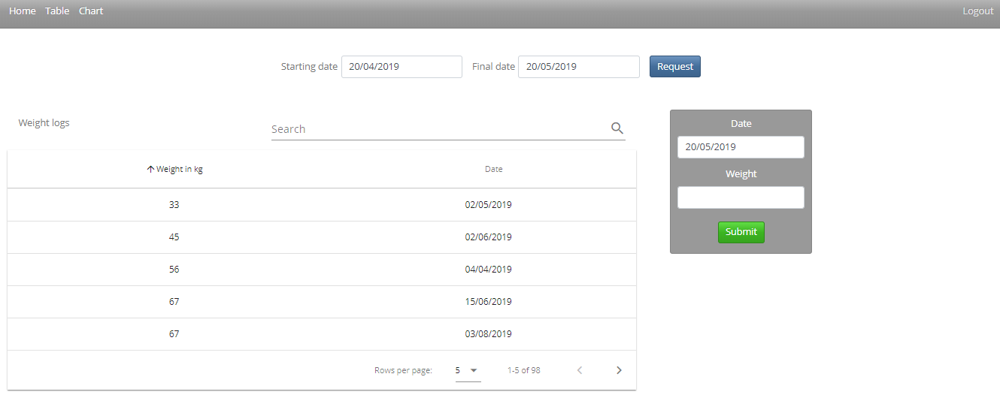 Home Table Chart Logout
Starting date 20/04/2019 Final date 20/05/2019 Request
Weight logs
Search
Weight in kg Date
33 02/05/2019
45 02/06/2019
56 04/04/2019
67 15/06/2019
67 03/08/2019
Rows per page: 5 1-5 of 98
Date
20/05/2019
Weight
Submit